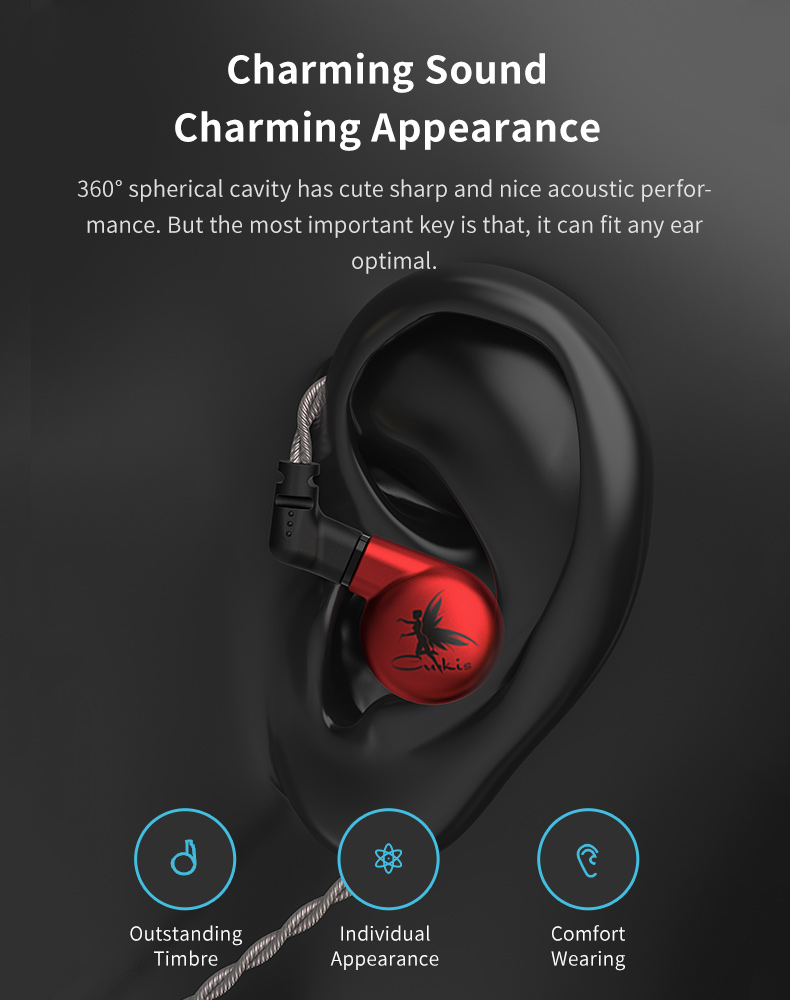 Charming Sound
Charming Appearance
360° spherical cavity has cute sharp and nice acoustic perfor-
mance. But the most important key is that, it can fit any ear
optimal.
Outstanding
Timbre
Individual
Appearance
Comfort
Wearing